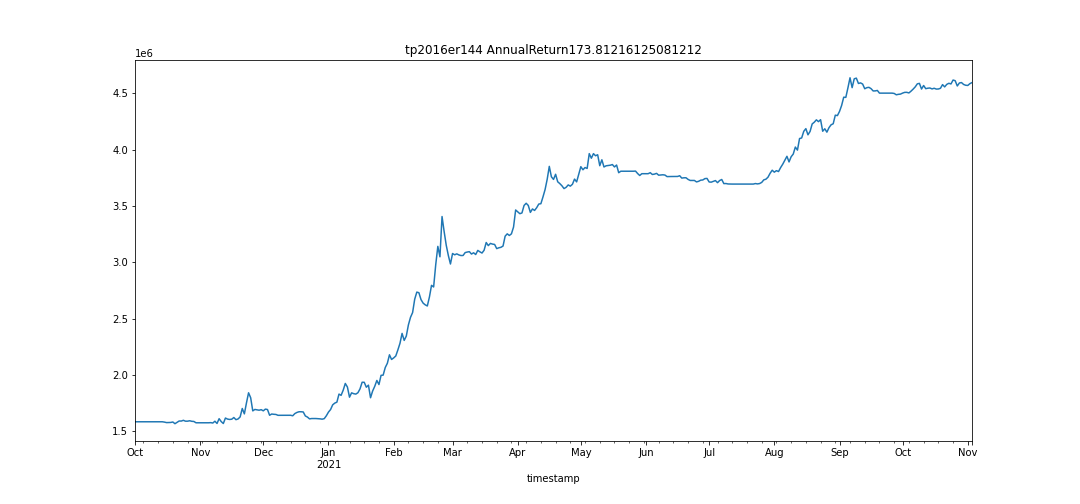 tp2016er144 AnnualReturn173.81216125081212
1e6
4.5
4.0
3.5
3.0
2.5
2.0
1.5
Oct Nov Dec Jan Feb Mar Apr May Jun Jul Aug Sep Oct Nov
2021
timestamp